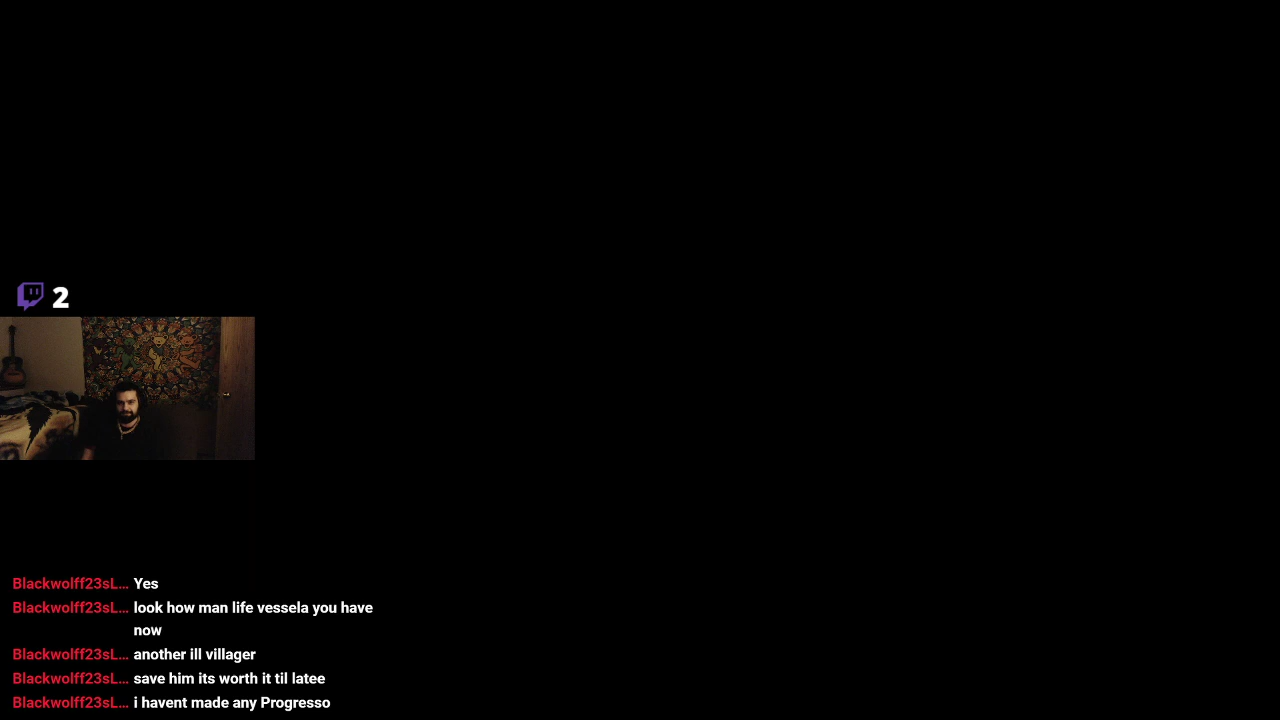 2
Blackwolff23sL... Yes
Blackwolff23sL... look how man life vessela you have
now
Blackwolff23sL... another ill villager
Blackwolff23sL... save him its worth it til latee
Blackwolff23sL... i havent made any Progresso